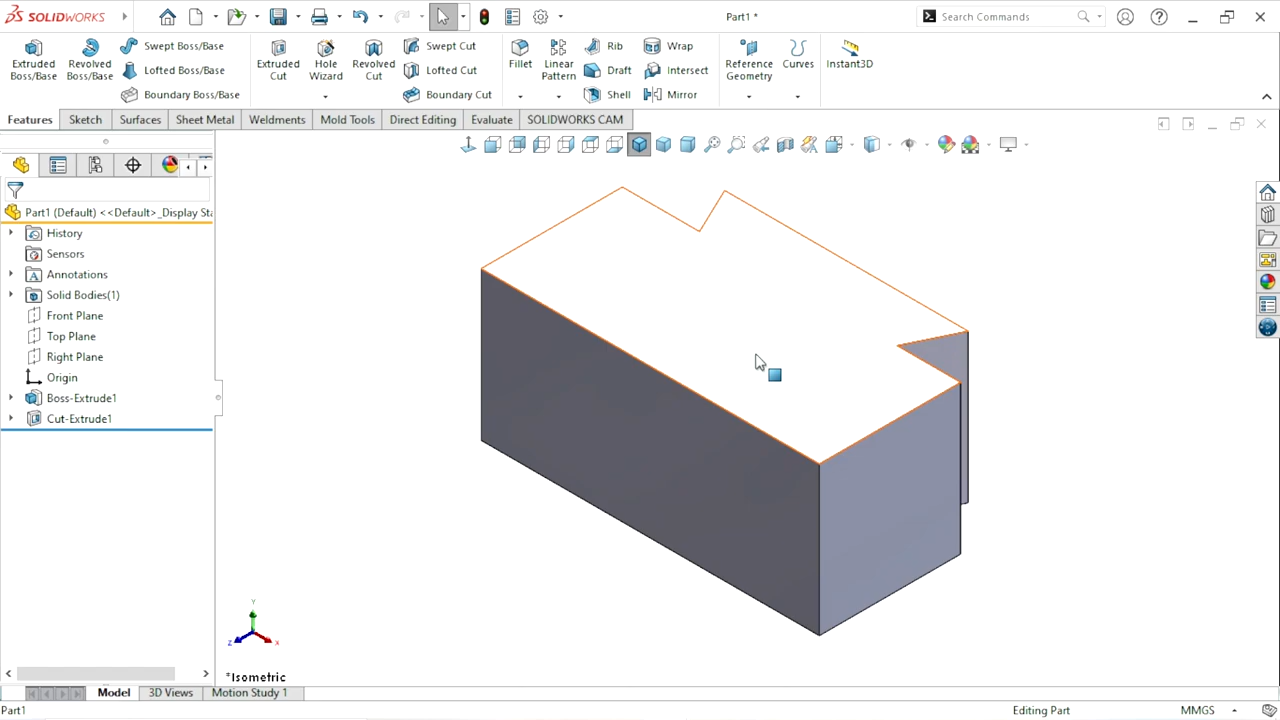 SOLIDWORKS
Part1 *
Search Commands
Extruded Boss/Base
Revolved Boss/Base
Swept Boss/Base
Lofted Boss/Base
Boundary Boss/Base
Extruded Cut
Hole Wizard
Revolved Cut
Swept Cut
Lofted Cut
Boundary Cut
Fillet
Linear Pattern
Rib
Draft
Shell
Wrap
Intersect
Mirror
Reference Geometry
Curves
Instant3D
Features
Sketch
Surfaces
Sheet Metal
Weldments
Mold Tools
Direct Editing
Evaluate
SOLIDWORKS CAM
Part1 (Default) <<Default>_Display Sta
History
Sensors
Annotations
Solid Bodies(1)
Front Plane
Top Plane
Right Plane
Origin
Boss-Extrude1
Cut-Extrude1
Y
Z
X
*Isometric
Model
3D Views
Motion Study 1
Part1
Editing Part
MMGS